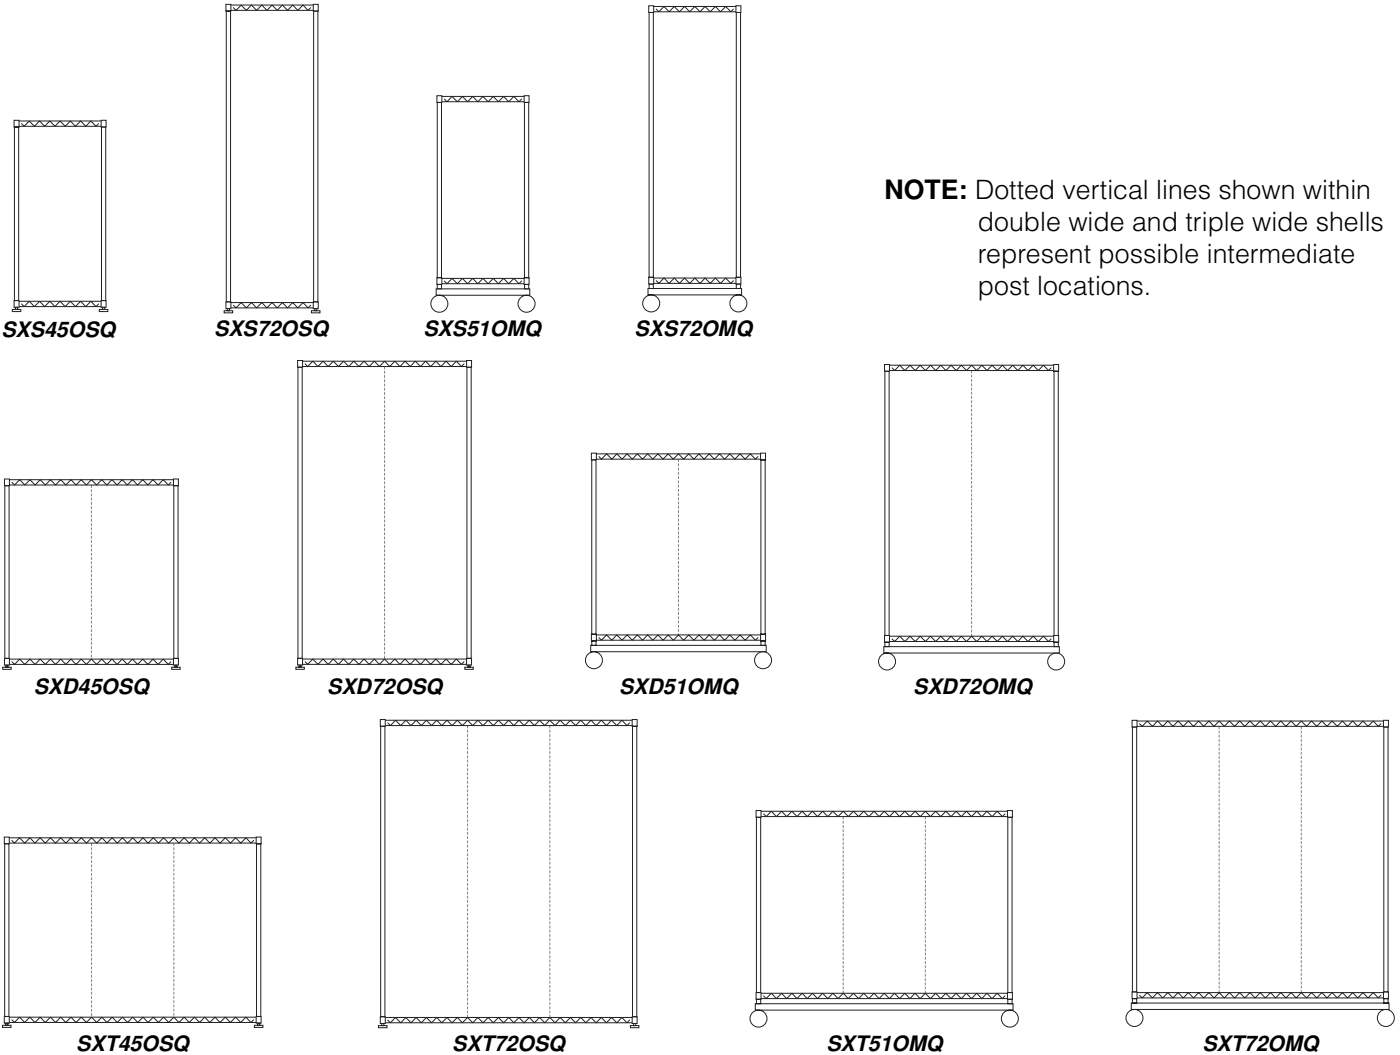 NOTE: Dotted vertical lines shown within
double wide and triple wide shells
represent possible intermediate
post locations.
SXS45OSQ
SXS72OSQ
SXS51OMQ
SXS72OMQ
SXD45OSQ
SXD72OSQ
SXD51OMQ
SXD72OMQ
SXT45OSQ
SXT72OSQ
SXT51OMQ
SXT72OMQ